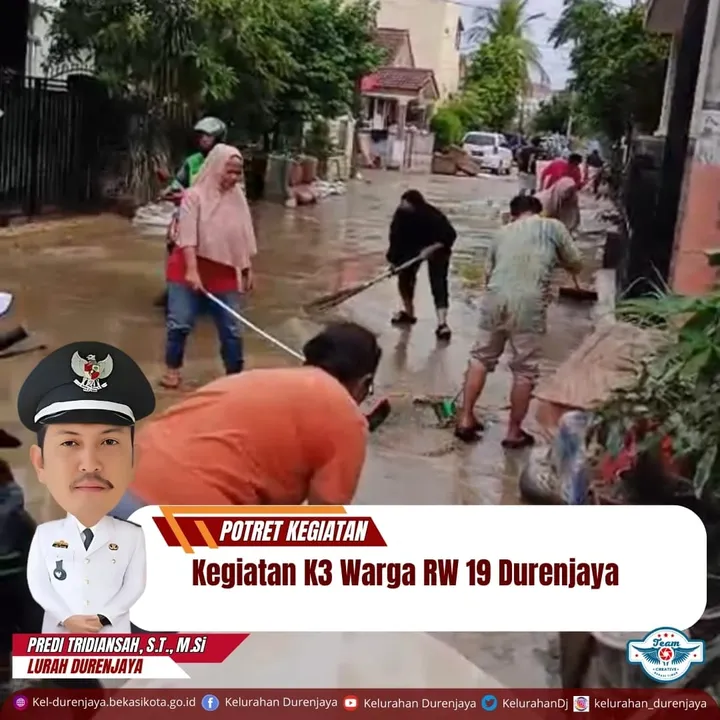 POTRET KEGIATAN
Kegiatan K3 Warga RW 19 Durenjaya
PREDI TRIDIANSAH, S.T., M.Si
LURAH DURENJAYA
Team
CREATIVE
Kel-durenjaya.bekasikota.go.id
Kelurahan Durenjaya
Kelurahan Durenjaya
KelurahanDj
kelurahan_durenjaya